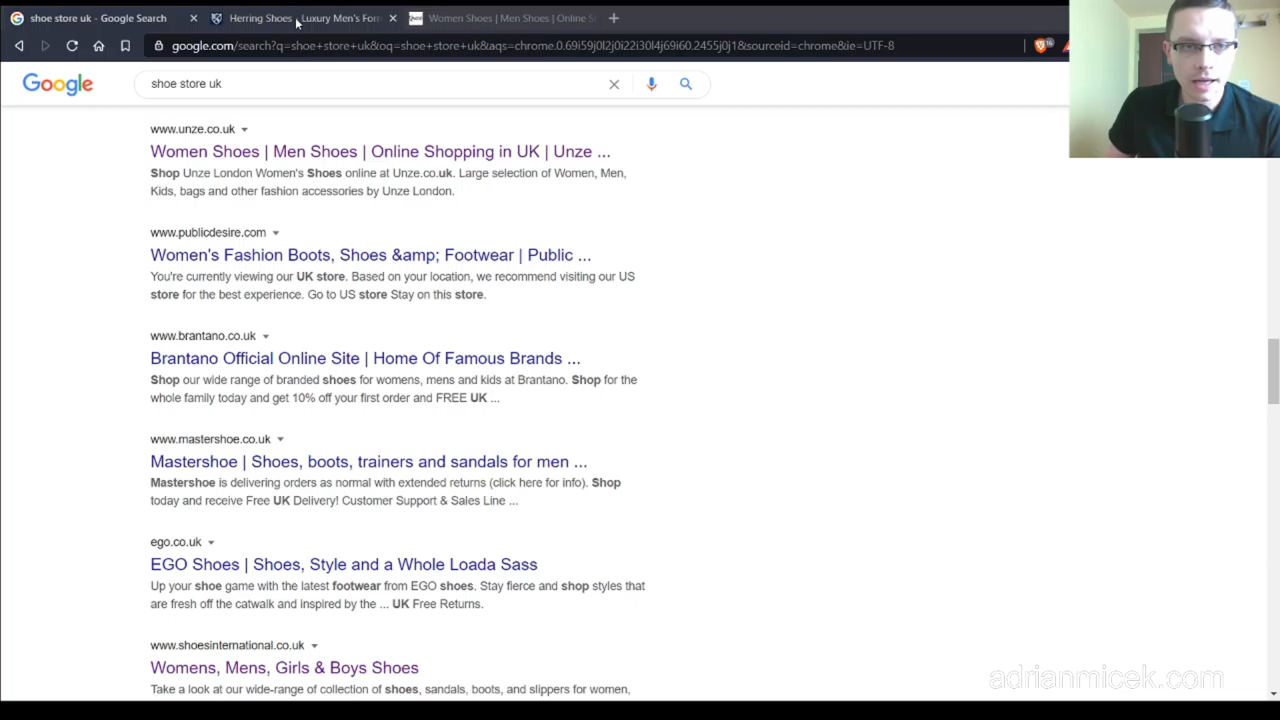 shoe store uk - Google Search
Herring Shoes
Luxury Men's For
Women Shoes | Men Shoes | Online S
google.com/search?q=shoe+store+uk&oq=shoe+store+uk&aqs=chrome.0.69i59j0l2j0i22i30l4j69i60.2455j0j1&sourceid=chrome&ie=UTF-8
Google
shoe store uk
www.unze.co.uk
Women Shoes | Men Shoes | Online Shopping in UK | Unze ...
Shop Unze London Women's Shoes online at Unze.co.uk. Large selection of Women, Men,
Kids, bags and other fashion accessories by Unze London.
www.publicdesire.com
Women's Fashion Boots, Shoes &amp; Footwear | Public ...
You're currently viewing our UK store. Based on your location, we recommend visiting our US
store for the best experience. Go to US store Stay on this store.
www.brantano.co.uk
Brantano Official Online Site | Home Of Famous Brands ...
Shop our wide range of branded shoes for womens, mens and kids at Brantano. Shop for the
whole family today and get 10% off your first order and FREE UK ...
www.mastershoe.co.uk
Mastershoe | Shoes, boots, trainers and sandals for men ...
Mastershoe is delivering orders as normal with extended returns (click here for info). Shop
today and receive Free UK Delivery! Customer Support & Sales Line ...
ego.co.uk
EGO Shoes | Shoes, Style and a Whole Loada Sass
Up your shoe game with the latest footwear from EGO shoes. Stay fierce and shop styles that
are fresh off the catwalk and inspired by the ... UK Free Returns.
www.shoesinternational.co.uk
Womens, Mens, Girls & Boys Shoes
Take a look at our wide-range of collection of shoes, sandals, boots, and slippers for women,
adrianmicek.com